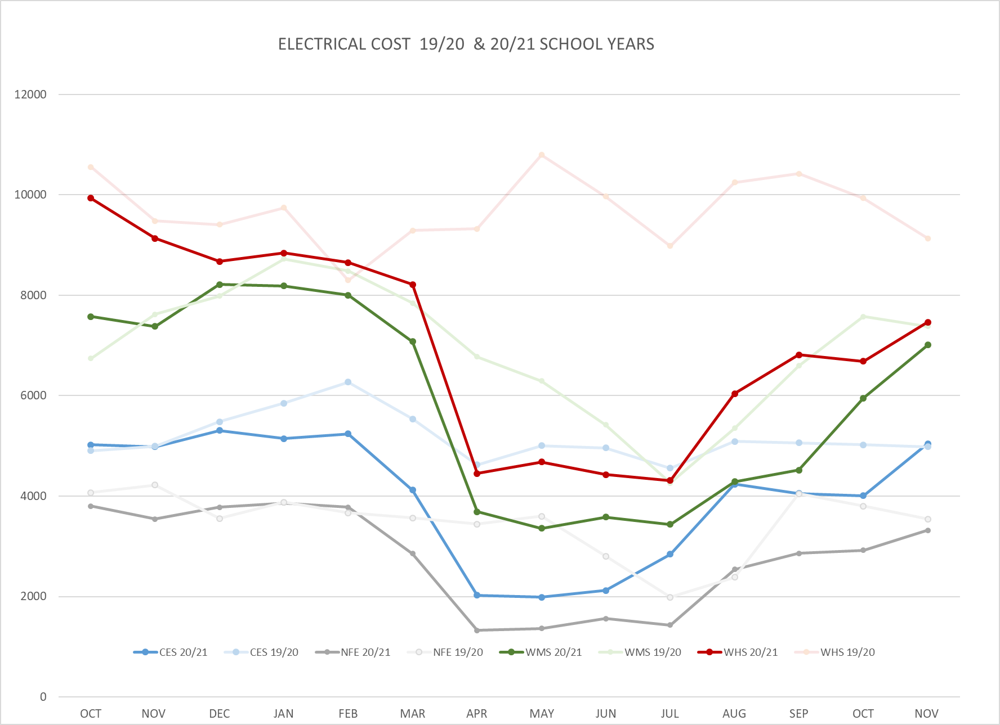 ELECTRICAL COST  19/20  & 20/21 SCHOOL YEARS
12000
10000
8000
6000
4000
2000
0
CES 20/21 CES 19/20 NFE 20/21 NFE 19/20 WMS 20/21 WMS 19/20 WHS 20/21 WHS 19/20
OCT NOV DEC JAN FEB MAR APR MAY JUN JUL AUG SEP OCT NOV